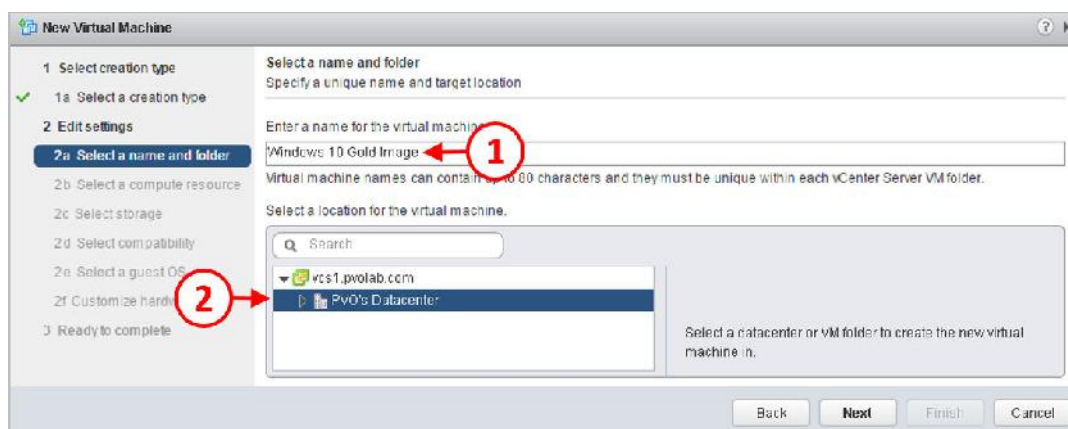 New Virtual Machine
?
1 Select creation type
1a Select a creation type
2 Edit settings
2a Select a name and folder
2b Select a compute resource
2c Select storage
2d Select compatibility
2e Select a guest OS
2f Customize
3 Ready to complete
Select a name and folder
Specify a unique name and target location
Enter a name for the virtual machine
Windows 10 Gold Image
1
Virtual machine names can contain up to 80 characters and they must be unique within each vCenter Server VM folder.
Select a location for the virtual machine.
Search
vcs1.pvolab.com
2
PvO's Datacenter
Select a datacenter or VM folder to create the new virtual
machine in.
Back Next Finish Cancel